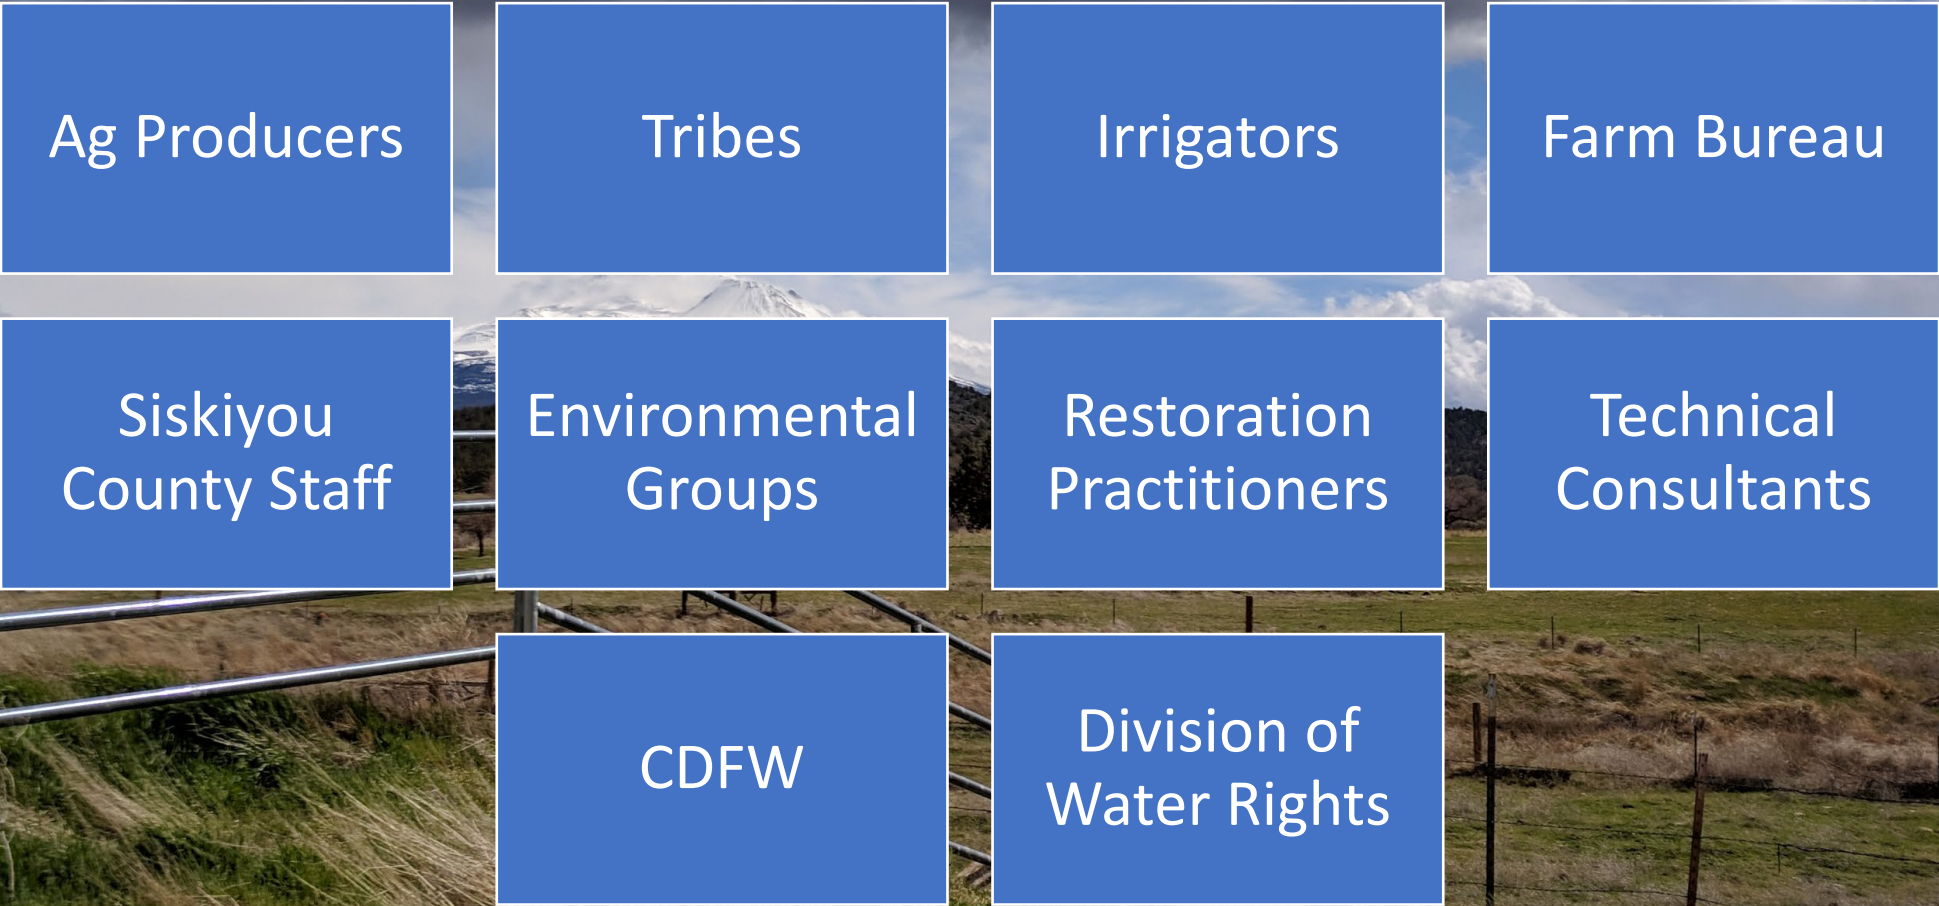 Ag Producers
Tribes
Irrigators
Farm Bureau
Siskiyou
County Staff
Environmental
Groups
Restoration
Practitioners
Technical
Consultants
CDFW
Division of
Water Rights